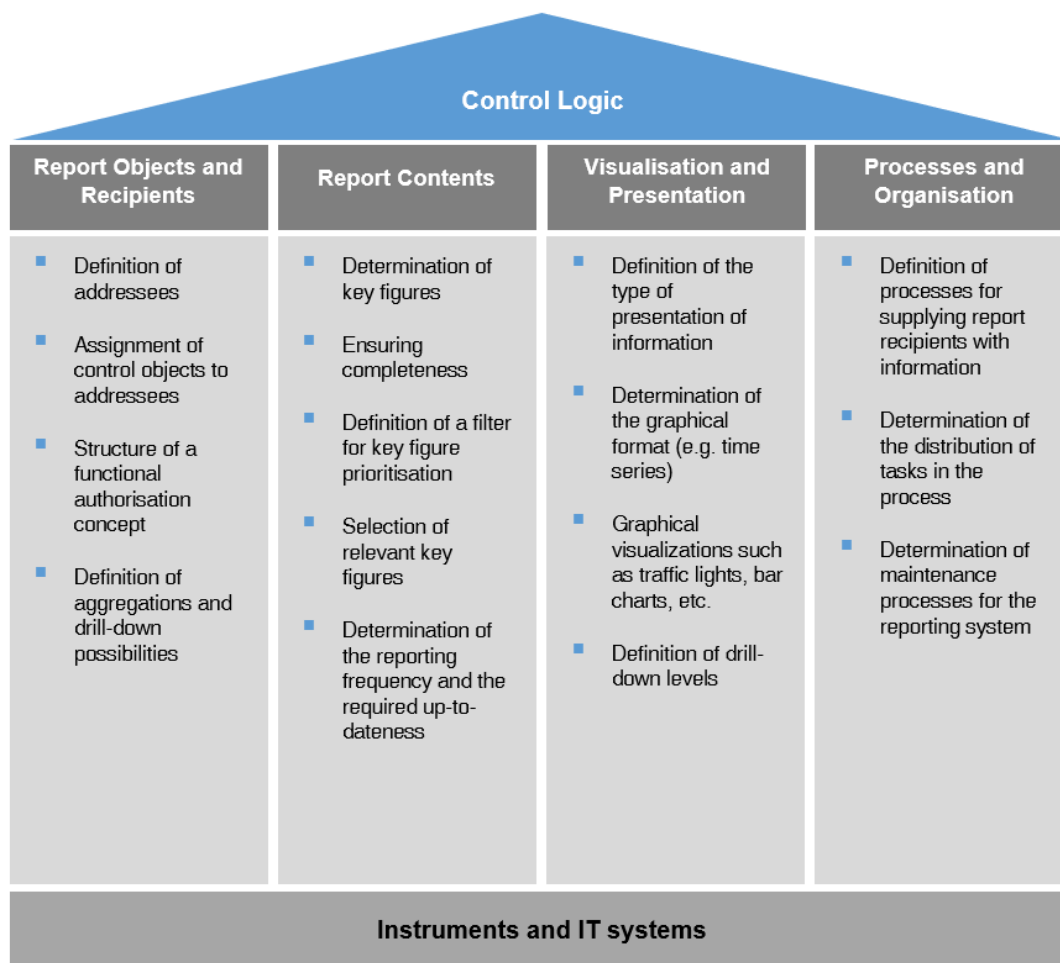 Control Logic
Report Objects and
Recipients
Definition of
addressees
Assignment of
control objects to
addressees
Structure of a
functional
authorisation
concept
Definition of
aggregations and
drill-down
possibilities
Report Contents
Determination of
key figures
Ensuring
completeness
Definition of a filter
for key figure
prioritisation
Selection of
relevant key
figures
Determination of
the reporting
frequency and the
required up-to-
dateness
Visualisation and
Presentation
Definition of the
type of
presentation of
information
Determination of
the graphical
format (e.g. time
series)
Graphical
visualizations such
as traffic lights, bar
charts, etc.
Definition of drill-
down levels
Processes and
Organisation
Definition of
processes for
supplying report
recipients with
information
Determination of
the distribution of
tasks in the
process
Determination of
maintenance
processes for the
reporting system
Instruments and IT systems